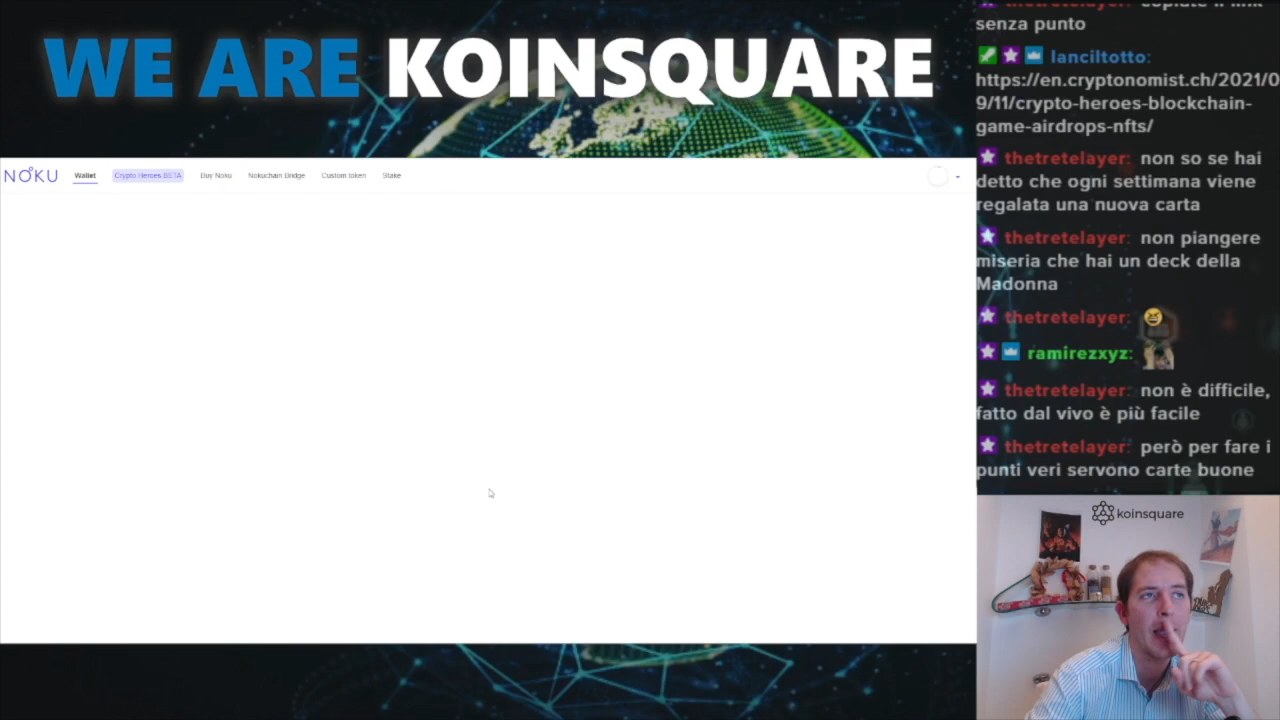 WE ARE KOINSQUARE
NOKU Wallet Crypto Heroes BETA Buy Noku Nokuchain Bridge Custom token Stake
thetretelayer: copiate il link
senza punto
lanciltotto:
https://en.cryptonomist.ch/2021/0
9/11/crypto-heroes-blockchain-
game-airdrops-nfts/
thetretelayer: non so se hai
detto che ogni settimana viene
regalata una nuova carta
thetretelayer: non piangere
miseria che hai un deck della
Madonna
thetretelayer:
ramirezxyz:
thetretelayer: non è difficile,
fatto dal vivo è più facile
thetretelayer: però per fare i
punti veri servono carte buone
koinsquare